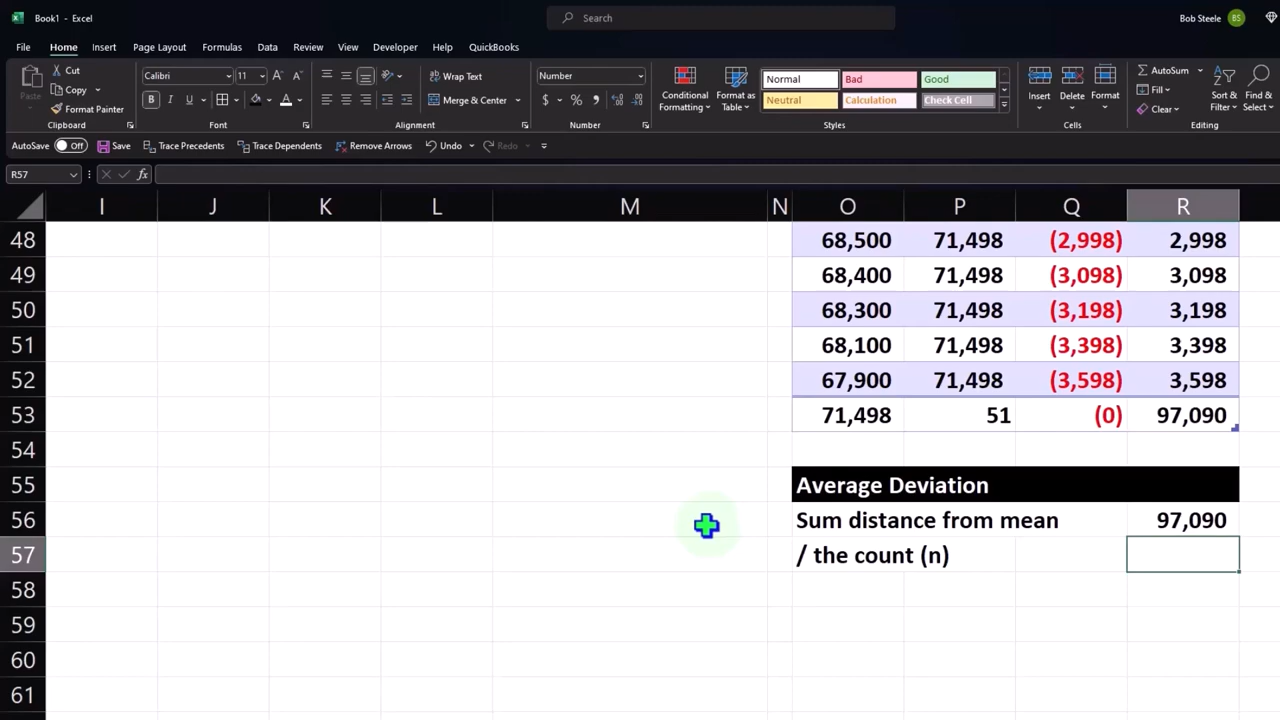 Book1 - Excel
Search
Bob Steele BS
File Home Insert Page Layout Formulas Data Review View Developer Help QuickBooks
Paste Cut Copy Format Painter Clipboard
Calibri 11 Font
Wrap Text Merge & Center Alignment
Number $ % , Number
Conditional Formatting Format as Table
Normal Bad Good
Neutral Calculation Check Cell
Styles
Insert Delete Format Cells
AutoSum Fill Clear Sort & Filter Find & Select Editing
AutoSave Off Save Trace Precedents Trace Dependents Remove Arrows Undo Redo
R57 fx
I J K L M N O P Q R
48 68,500 71,498 (2,998) 2,998
49 68,400 71,498 (3,098) 3,098
50 68,300 71,498 (3,198) 3,198
51 68,100 71,498 (3,398) 3,398
52 67,900 71,498 (3,598) 3,598
53 71,498 51 (0) 97,090
54
55 Average Deviation
56 Sum distance from mean 97,090
57 / the count (n)
58
59
60
61